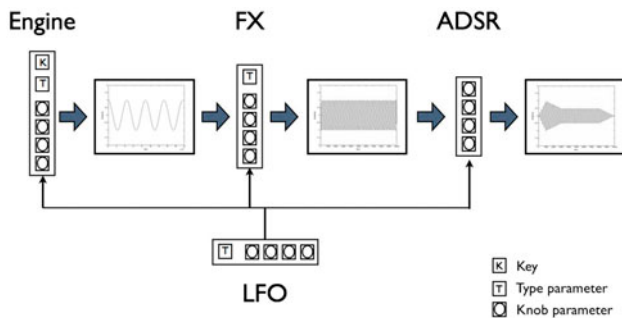 Engine
FX
ADSR
K
T
T
T
LFO
K Key
T Type parameter
Knob parameter